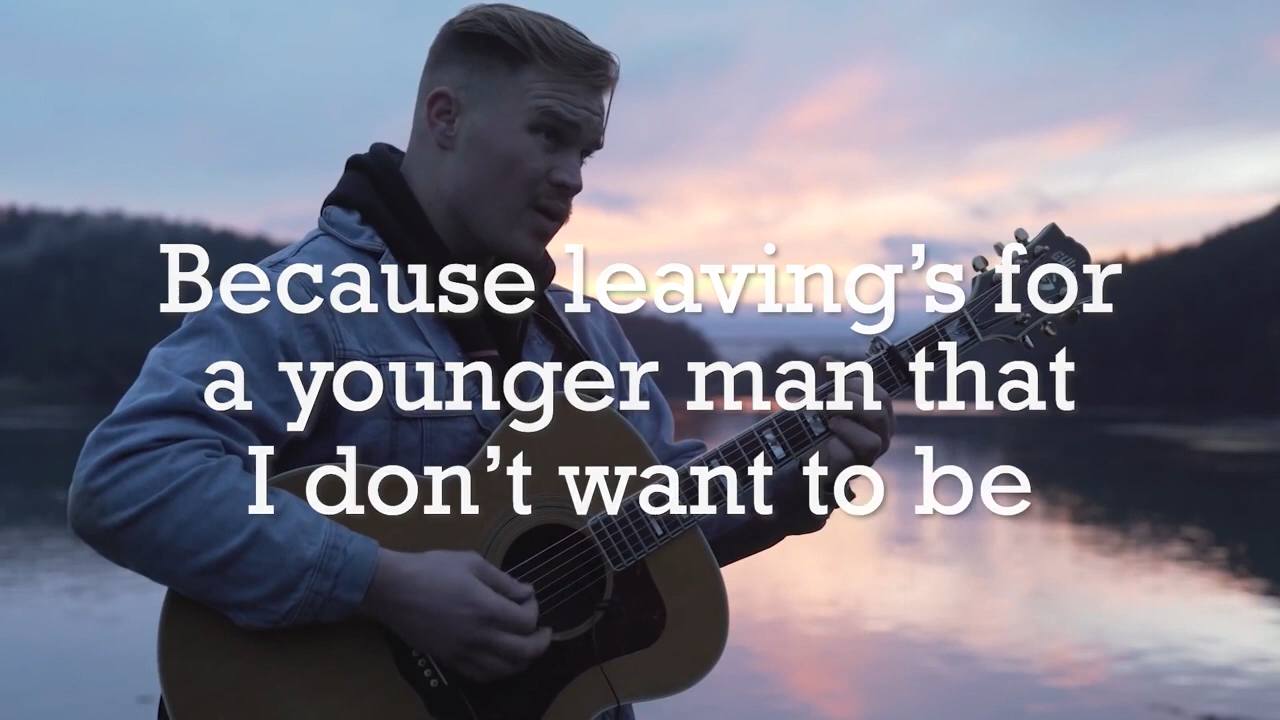 Because leaving’s for
a younger man that
I don’t want to be